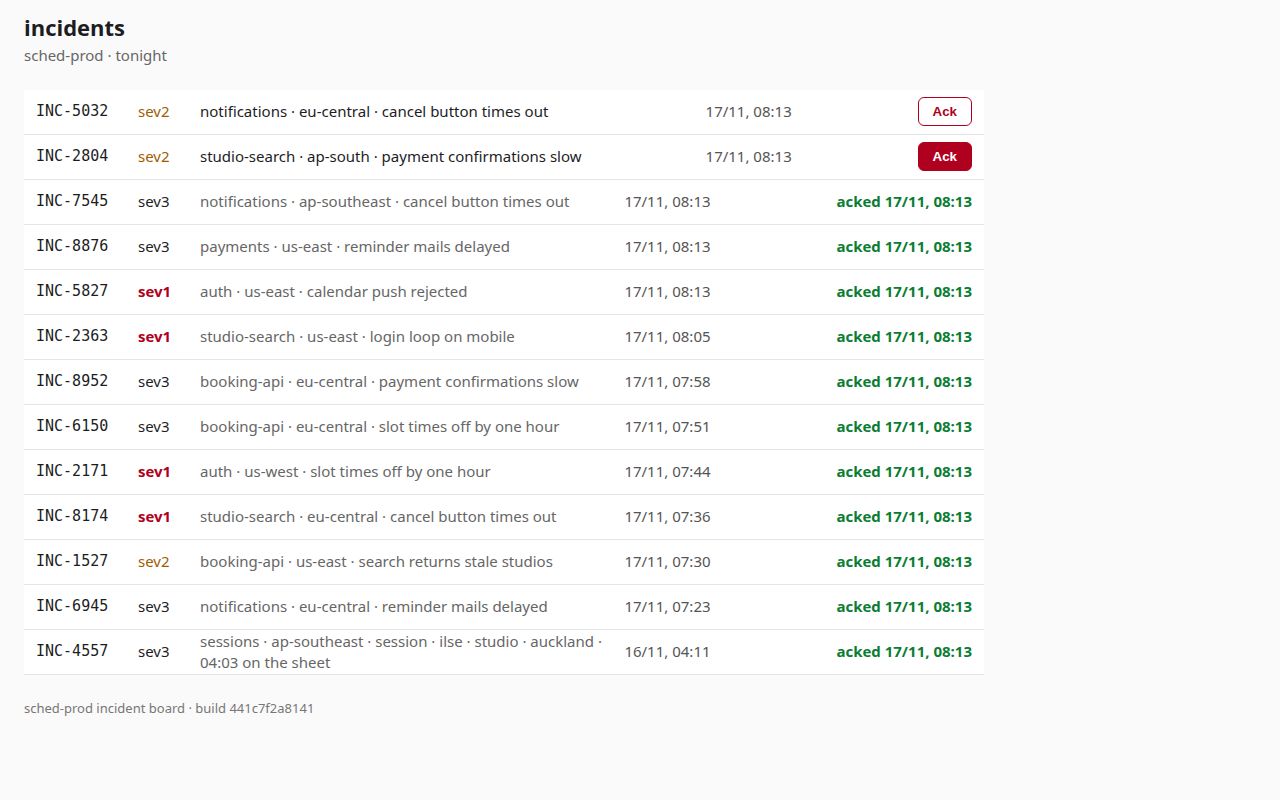 incidents
sched-prod · tonight
INC-5032 sev2 notifications · eu-central · cancel button times out 17/11, 08:13 Ack
INC-2804 sev2 studio-search · ap-south · payment confirmations slow 17/11, 08:13 Ack
INC-7545 sev3 notifications · ap-southeast · cancel button times out 17/11, 08:13 acked 17/11, 08:13
INC-8876 sev3 payments · us-east · reminder mails delayed 17/11, 08:13 acked 17/11, 08:13
INC-5827 sev1 auth · us-east · calendar push rejected 17/11, 08:13 acked 17/11, 08:13
INC-2363 sev1 studio-search · us-east · login loop on mobile 17/11, 08:05 acked 17/11, 08:13
INC-8952 sev3 booking-api · eu-central · payment confirmations slow 17/11, 07:58 acked 17/11, 08:13
INC-6150 sev3 booking-api · eu-central · slot times off by one hour 17/11, 07:51 acked 17/11, 08:13
INC-2171 sev1 auth · us-west · slot times off by one hour 17/11, 07:44 acked 17/11, 08:13
INC-8174 sev1 studio-search · eu-central · cancel button times out 17/11, 07:36 acked 17/11, 08:13
INC-1527 sev2 booking-api · us-east · search returns stale studios 17/11, 07:30 acked 17/11, 08:13
INC-6945 sev3 notifications · eu-central · reminder mails delayed 17/11, 07:23 acked 17/11, 08:13
INC-4557 sev3 sessions · ap-southeast · session · ilse · studio · auckland · 16/11, 04:11 acked 17/11, 08:13
04:03 on the sheet
sched-prod incident board · build 441c7f2a8141